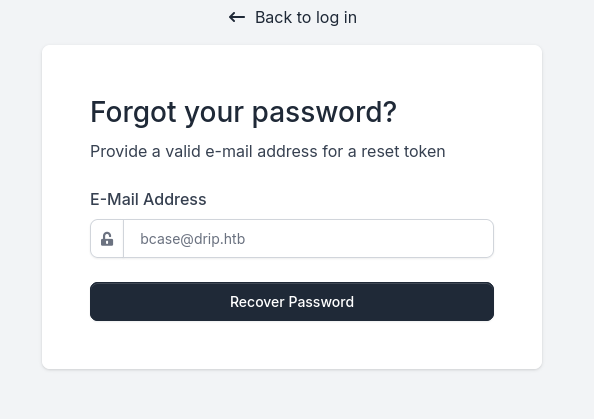 ← Back to log in
Forgot your password?
Provide a valid e-mail address for a reset token
E-Mail Address
bcase@drip.htb
Recover Password